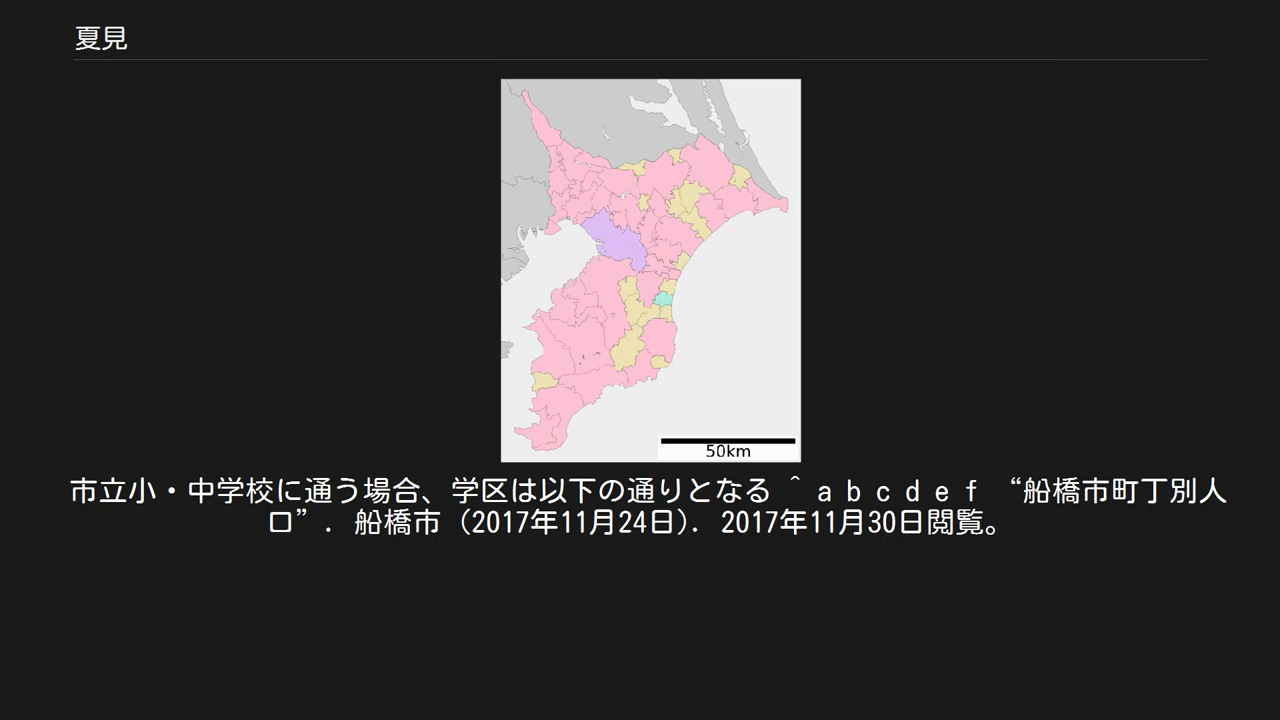 夏見
50km
市立小・中学校に通う場合、学区は以下の通りとなる ＾ ａ ｂ ｃ ｄ ｅ ｆ “船橋市町丁別人
口”． 船橋市 (2017年11月24日)． 2017年11月30日閲覧。